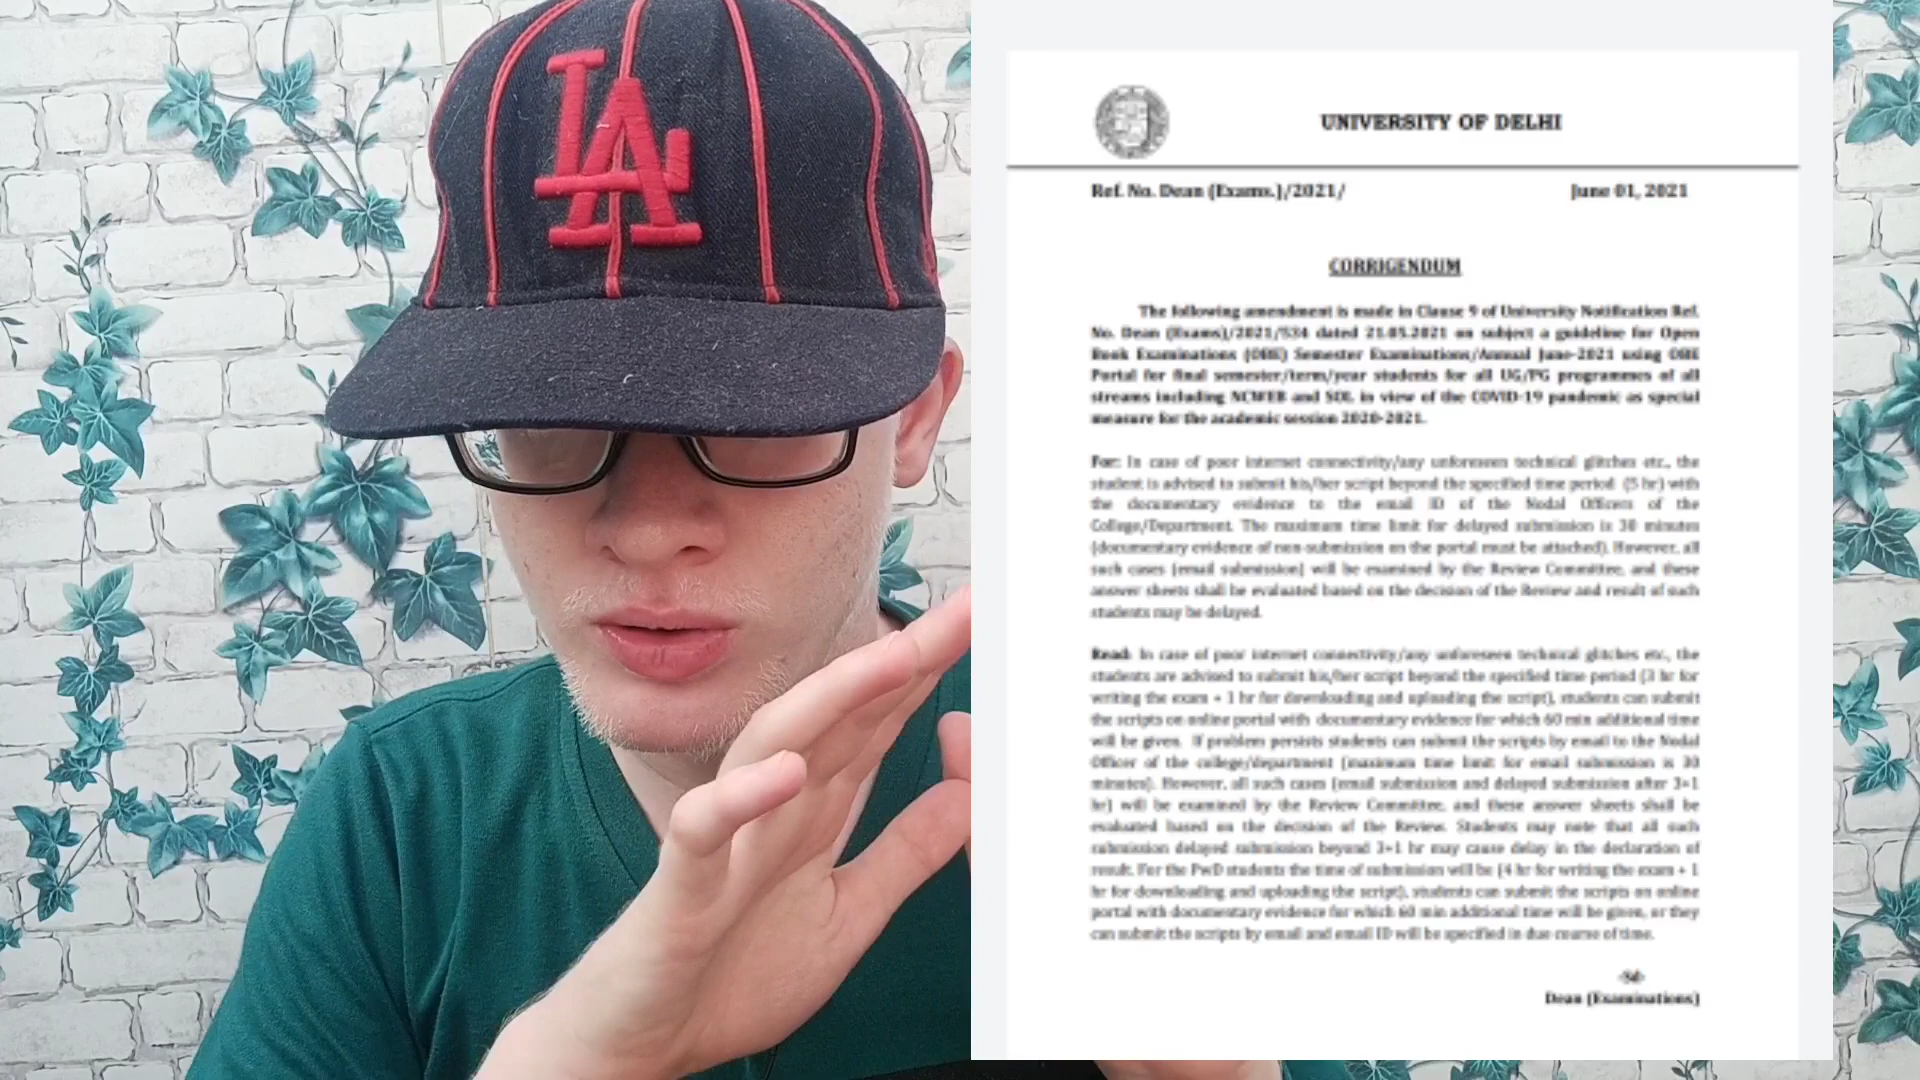 LA
UNIVERSITY OF DELHI
Ref. No. Dean (Exams.)/2021/ June 01, 2021
CORRIGENDUM
The following amendment is made in Clause 9 of University Notification Ref.
No. Dean (Exams)/2021/534 dated 21.05.2021 on subject a guideline for Open
Book Examinations (OBE) Semester Examinations/Annual June-2021 using OBE
Portal for final semester/term/year students for all UG/PG programmes of all
streams including NCWEB and SOL in view of the COVID-19 pandemic as special
measure for the academic session 2020-2021.
For: In case of poor internet connectivity/any unforeseen technical glitches etc., the
student is advised to submit his/her script beyond the specified time period (5 hr) with
the documentary evidence to the email ID of the Nodal Officers of the
College/Department. The maximum time limit for delayed submission is 30 minutes
(documentary evidence of non-submission on the portal must be attached). However, all
such cases (email submission) will be examined by the Review Committee, and these
answer sheets shall be evaluated based on the decision of the Review and result of such
students may be delayed.
Read: In case of poor internet connectivity/any unforeseen technical glitches etc., the
students are advised to submit his/her script beyond the specified time period (3 hr for
writing the exam + 1 hr for downloading and uploading the script), students can submit
the scripts on online portal with documentary evidence for which 60 min additional time
will be given. If problem persists students can submit the scripts by email to the Nodal
Officer of the college/department (maximum time limit for email submission is 30
minutes). However, all such cases (email submission and delayed submission after 3+1
hr) will be examined by the Review Committee, and these answer sheets shall be
evaluated based on the decision of the Review. Students may note that all such
submission delayed submission beyond 3+1 hr may cause delay in the declaration of
result. For the PwD students the time of submission will be (4 hr for writing the exam + 1
hr for downloading and uploading the script), students can submit the scripts on online
portal with documentary evidence for which 60 min additional time will be given, or they
can submit the scripts by email and email ID will be specified in due course of time.
-Sd-
Dean (Examinations)